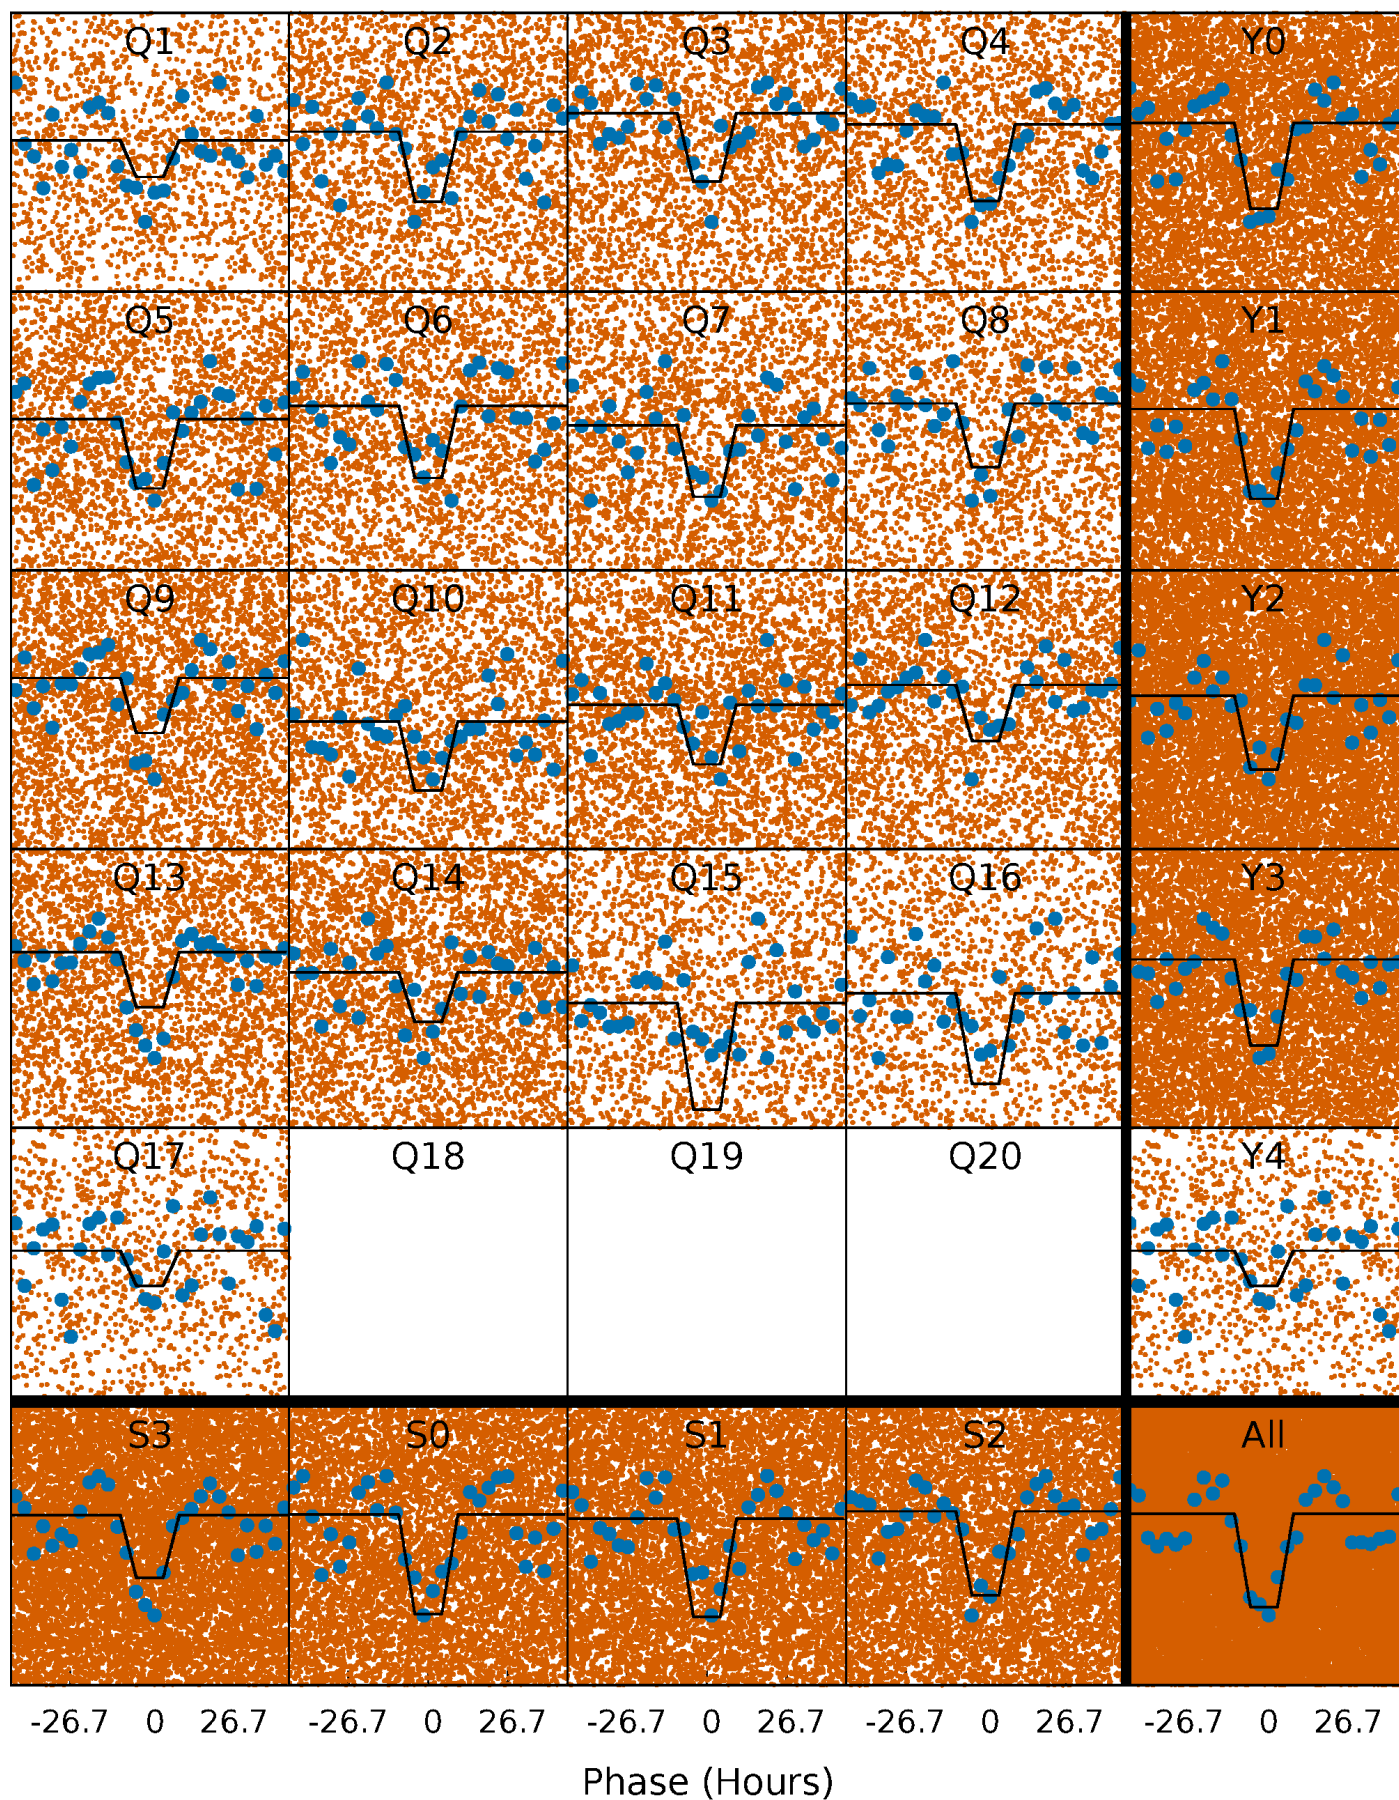 Q1 Q2 Q3 Q4 Y0
Q5 Q6 Q7 Q8 Y1
Q9 Q10 Q11 Q12 Y2
Q13 Q14 Q15 Q16 Y3
Q17 Q18 Q19 Q20 Y4
S3 S0 S1 S2 All
-26.7 0 26.7 -26.7 0 26.7 -26.7 0 26.7 -26.7 0 26.7 -26.7 0 26.7
Phase (Hours)